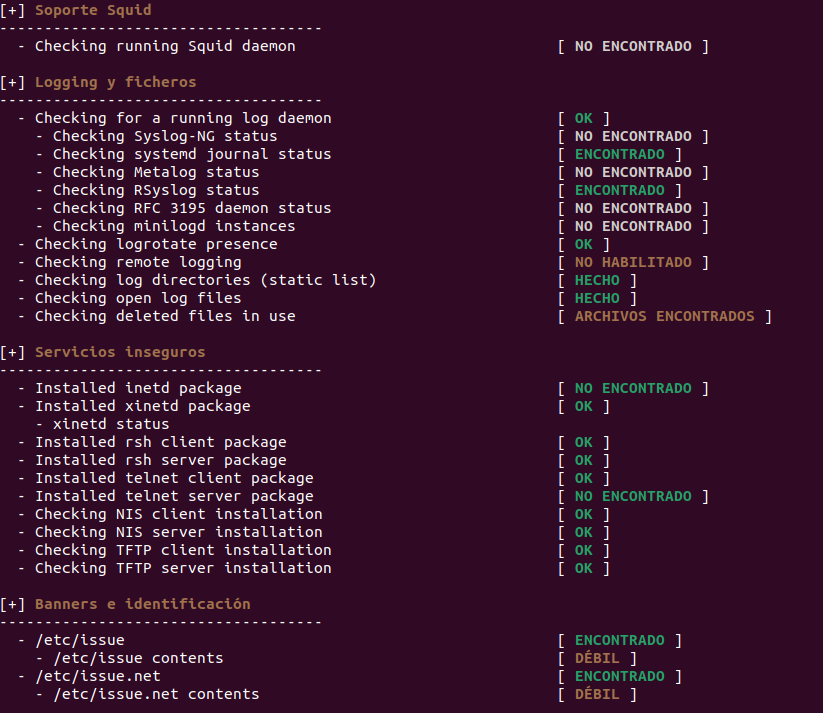 [+] Soporte Squid
------------------------------------
- Checking running Squid daemon [ NO ENCONTRADO ]
[+] Logging y ficheros
------------------------------------
- Checking for a running log daemon [ OK ]
- Checking Syslog-NG status [ NO ENCONTRADO ]
- Checking systemd journal status [ ENCONTRADO ]
- Checking Metalog status [ NO ENCONTRADO ]
- Checking RSyslog status [ ENCONTRADO ]
- Checking RFC 3195 daemon status [ NO ENCONTRADO ]
- Checking minilogd instances [ NO ENCONTRADO ]
- Checking logrotate presence [ OK ]
- Checking remote logging [ NO HABILITADO ]
- Checking log directories (static list) [ HECHO ]
- Checking open log files [ HECHO ]
- Checking deleted files in use [ ARCHIVOS ENCONTRADOS ]
[+] Servicios inseguros
------------------------------------
- Installed inetd package [ NO ENCONTRADO ]
- Installed xinetd package [ OK ]
- xinetd status
- Installed rsh client package [ OK ]
- Installed rsh server package [ OK ]
- Installed telnet client package [ OK ]
- Installed telnet server package [ NO ENCONTRADO ]
- Checking NIS client installation [ OK ]
- Checking NIS server installation [ OK ]
- Checking TFTP client installation [ OK ]
- Checking TFTP server installation [ OK ]
[+] Banners e identificación
------------------------------------
- /etc/issue [ ENCONTRADO ]
- /etc/issue contents [ DÉBIL ]
- /etc/issue.net [ ENCONTRADO ]
- /etc/issue.net contents [ DÉBIL ]